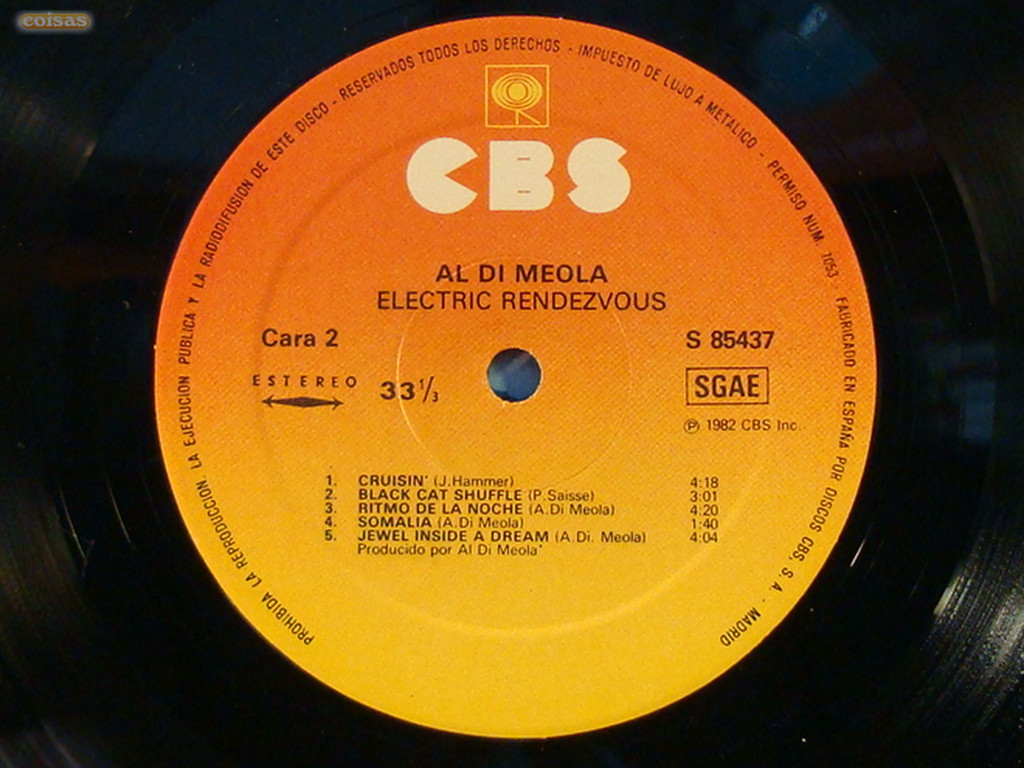 coisas
PROHIBIDA LA REPRODUCCION, LA EJECUCION PUBLICA Y LA RADIODIFUSION DE ESTE DISCO - RESERVADOS TODOS LOS DERECHOS - IMPUESTO DE LUJO A METALICO - PERMISO NUM. 1053 - FABRICADO EN ESPAÑA POR DISCOS CBS, S. A. - MADRID
CBS
AL DI MEOLA
ELECTRIC RENDEZVOUS
Cara 2
S 85437
ESTEREO
33 1/3
SGAE
Ⓟ 1982 CBS Inc.
1. CRUISIN' (J.Hammer) 4:18
2. BLACK CAT SHUFFLE (P.Saisse) 3:01
3. RITMO DE LA NOCHE (A.Di Meola) 4:20
4. SOMALIA (A.Di Meola) 1:40
5. JEWEL INSIDE A DREAM (A.Di. Meola) 4:04
Producido por Al Di Meola"